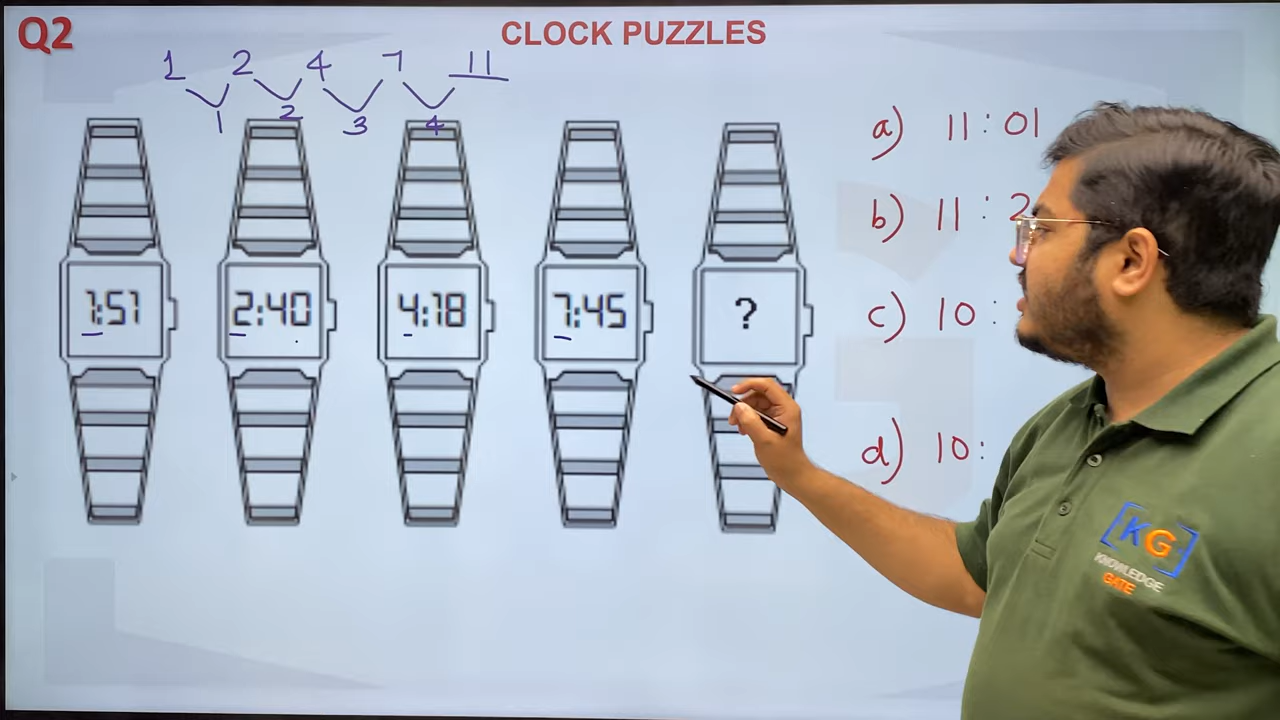 Q2
CLOCK PUZZLES
1 2 4 7 11
1 2 3 4
1:51 2:40 4:18 7:45 ?
a) 11:01
b) 11:2
c) 10:
d) 10:
KG
KNOWLEDGE
GATE